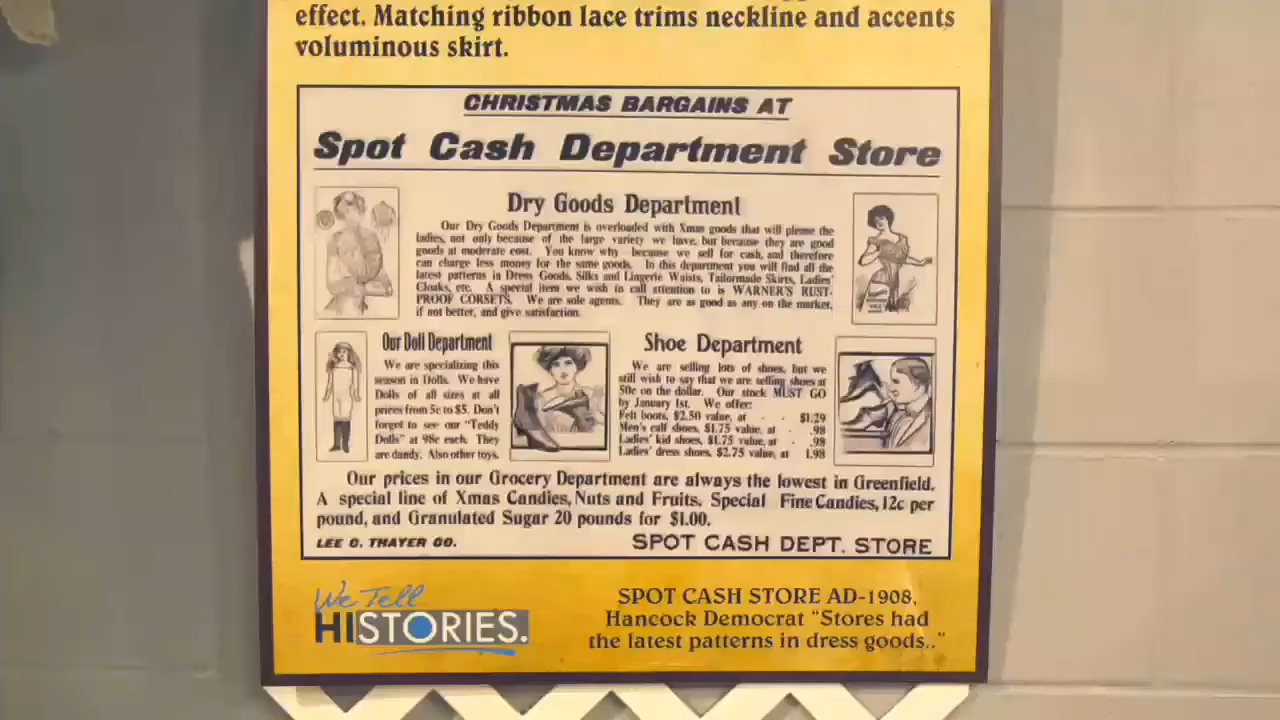 effect. Matching ribbon lace trims neckline and accents
voluminous skirt.
CHRISTMAS BARGAINS AT
Spot Cash Department Store
Dry Goods Department
Our Dry Goods Department is overloaded with Xmas goods that will please the
ladies, not only because of the large variety we have, but because they are good
goods at moderate cost. You know why—because we sell for cash, and therefore
can charge less money for the same goods. In this department you will find all the
latest patterns in Dress Goods, Silks and Lingerie Waists, Tailormade Skirts, Ladies'
Cloaks, etc. A special item we wish to call attention to is WARNER'S RUST-
PROOF CORSETS. We are sole agents. They are as good as any on the market,
if not better, and give satisfaction.
Our Doll Department
We are specializing this
season in Dolls. We have
Dolls of all sizes at all
prices from 5c to $5. Don't
forget to see our "Teddy
Dolls" at 98c each. They
are dandy. Also other toys.
Shoe Department
We are selling lots of shoes, but we
still wish to say that we are selling shoes at
50c on the dollar. Our stock MUST GO
by January 1st. We offer:
Felt boots, $2.50 value, at - - $1.29
Men's calf shoes, $1.75 value, at - .98
Ladies' kid shoes, $1.75 value, at - .98
Ladies' dress shoes, $2.75 value, at 1.98
Our prices in our Grocery Department are always the lowest in Greenfield.
A special line of Xmas Candies, Nuts and Fruits. Special Fine Candies, 12c per
pound, and Granulated Sugar 20 pounds for $1.00.
LEE C. THAYER CO. SPOT CASH DEPT. STORE
We Tell
HISTORIES.
SPOT CASH STORE AD-1908,
Hancock Democrat "Stores had
the latest patterns in dress goods.."